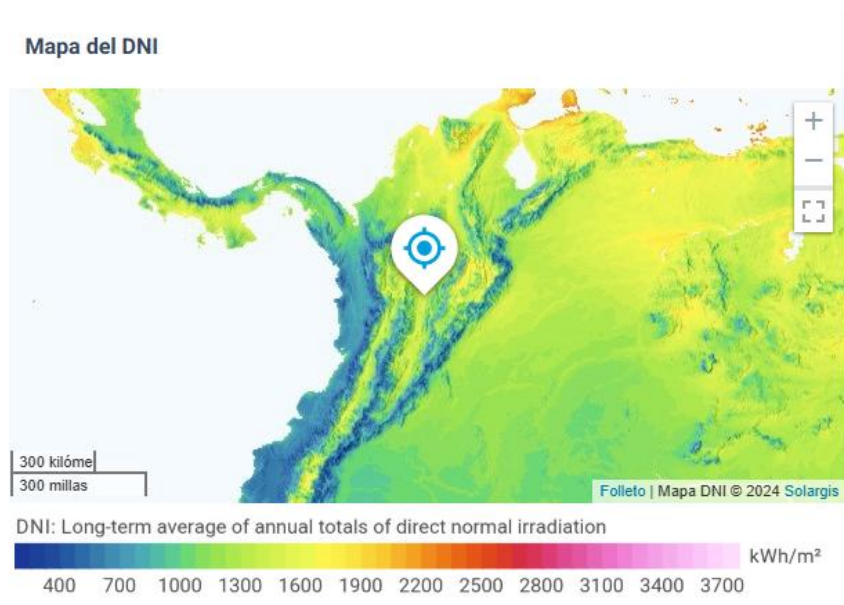 Mapa del DNI
+
−
300 kilóme
300 millas
Folleto | Mapa DNI © 2024 Solargis
DNI: Long-term average of annual totals of direct normal irradiation
kWh/m²
400 700 1000 1300 1600 1900 2200 2500 2800 3100 3400 3700